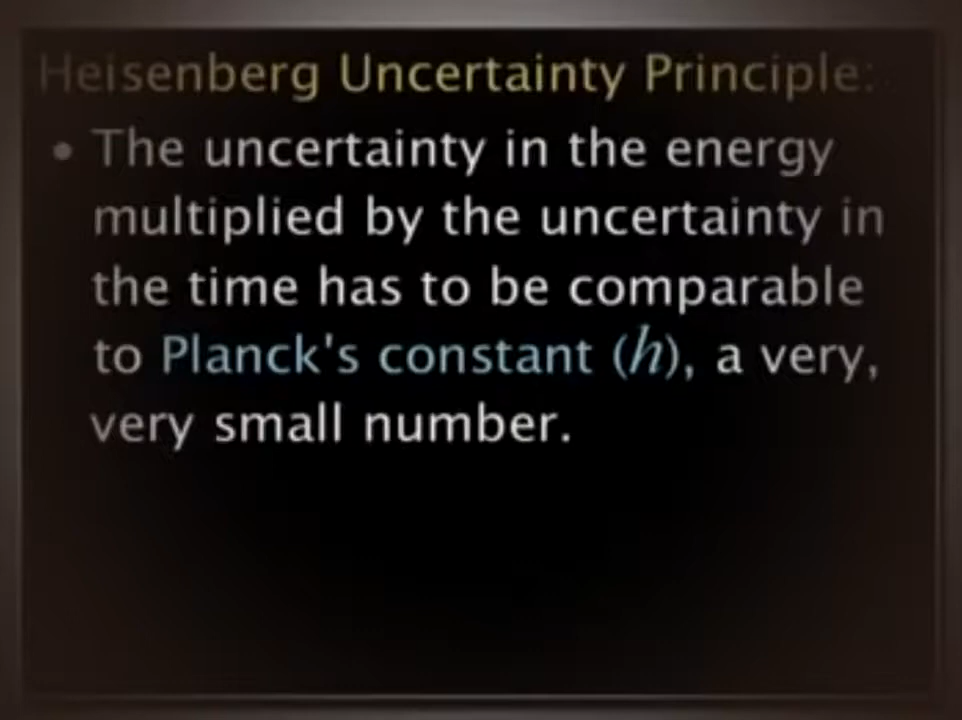 Heisenberg Uncertainty Principle:
• The uncertainty in the energy
multiplied by the uncertainty in
the time has to be comparable
to Planck's constant (h), a very,
very small number.